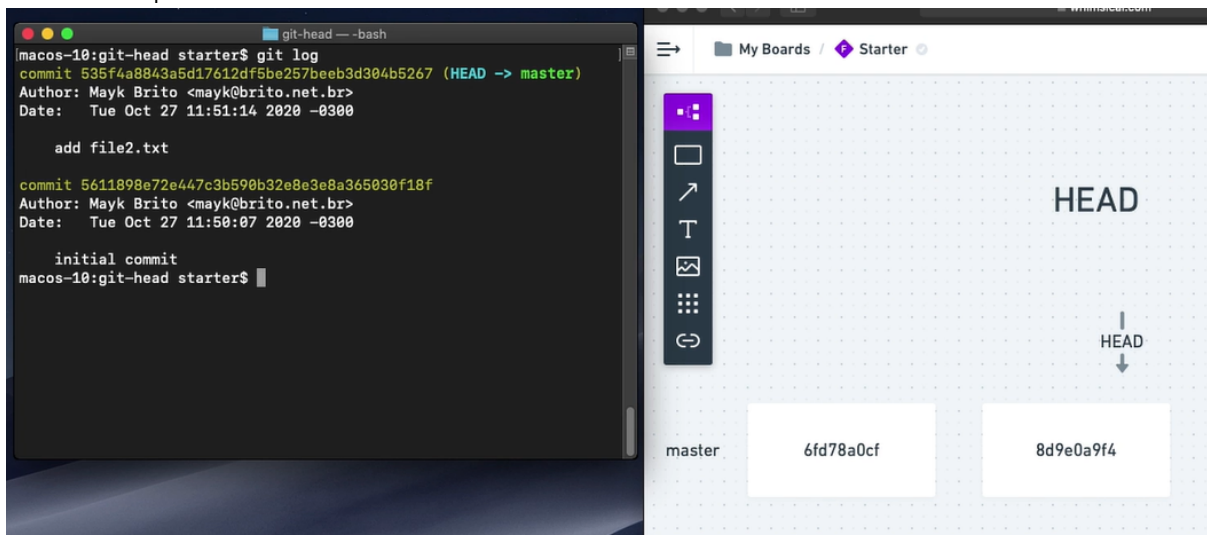 git-head — -bash
macos-10:git-head starter$ git log
commit 535f4a8843a5d17612df5be257beeb3d304b5267 (HEAD -> master)
Author: Mayk Brito <mayk@brito.net.br>
Date:   Tue Oct 27 11:51:14 2020 -0300
    add file2.txt
commit 5611898e72e447c3b590b32e8e3e8a365030f18f
Author: Mayk Brito <mayk@brito.net.br>
Date:   Tue Oct 27 11:50:07 2020 -0300
    initial commit
macos-10:git-head starter$
whimsical.com
My Boards / Starter
HEAD
HEAD
master 6fd78a0cf 8d9e0a9f4